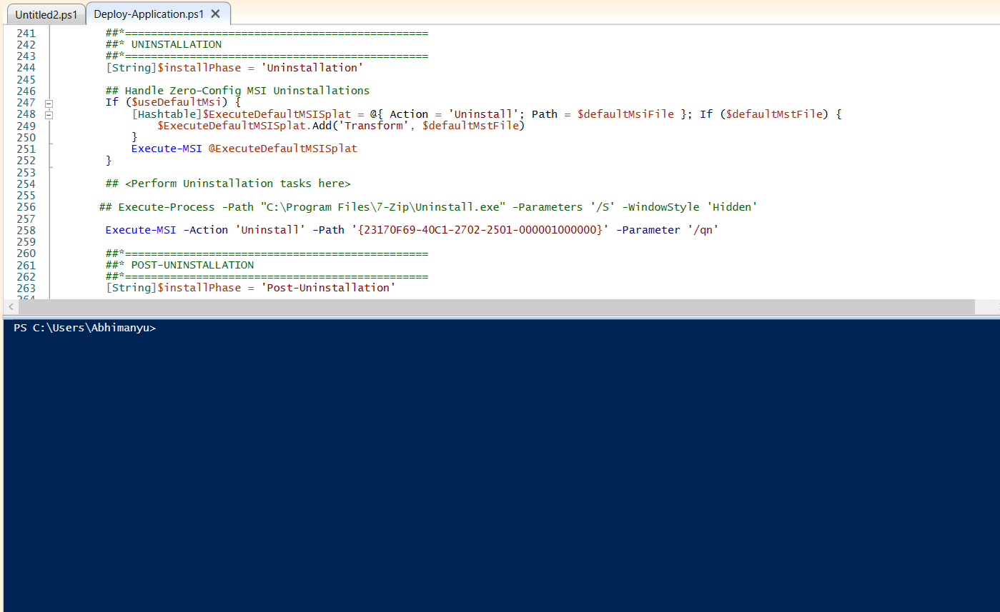 Untitled2.ps1 Deploy-Application.ps1 X
241 ##*===============================================
242 ##* UNINSTALLATION
243 ##*===============================================
244 [String]$installPhase = 'Uninstallation'
245
246 ## Handle Zero-Config MSI Uninstallations
247 If ($useDefaultMsi) {
248 [Hashtable]$ExecuteDefaultMSISplat = @{ Action = 'Uninstall'; Path = $defaultMsiFile }; If ($defaultMstFile) {
249 $ExecuteDefaultMSISplat.Add('Transform', $defaultMstFile)
250 }
251 Execute-MSI @ExecuteDefaultMSISplat
252 }
253
254 ## <Perform Uninstallation tasks here>
255
256 ## Execute-Process -Path "C:\Program Files\7-Zip\Uninstall.exe" -Parameters '/S' -WindowStyle 'Hidden'
257
258 Execute-MSI -Action 'Uninstall' -Path '{23170F69-40C1-2702-2501-000001000000}' -Parameter '/qn'
259
260 ##*===============================================
261 ##* POST-UNINSTALLATION
262 ##*===============================================
263 [String]$installPhase = 'Post-Uninstallation'
264
PS C:\Users\Abhimanyu>